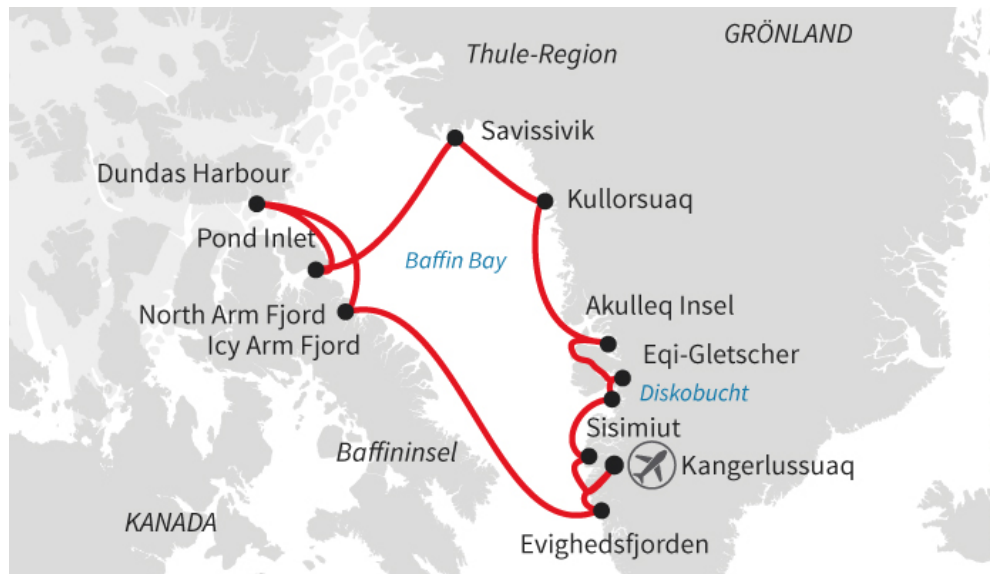 GRÖNLAND
Thule-Region
Savissivik
Dundas Harbour
Kullorsuaq
Pond Inlet
Baffin Bay
North Arm Fjord
Icy Arm Fjord
Akulleq Insel
Eqi-Gletscher
Diskobucht
Sisimiut
Baffininsel
Kangerlussuaq
KANADA
Evighedsfjorden